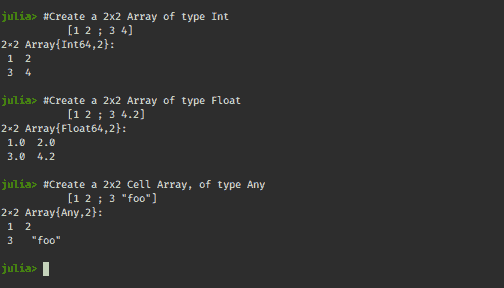 julia> #Create a 2x2 Array of type Int
[1 2 ; 3 4]
2×2 Array{Int64,2}:
1 2
3 4
julia> #Create a 2x2 Array of type Float
[1 2 ; 3 4.2]
2×2 Array{Float64,2}:
1.0 2.0
3.0 4.2
julia> #Create a 2x2 Cell Array, of type Any
[1 2 ; 3 "foo"]
2×2 Array{Any,2}:
1 2
3 "foo"
julia>